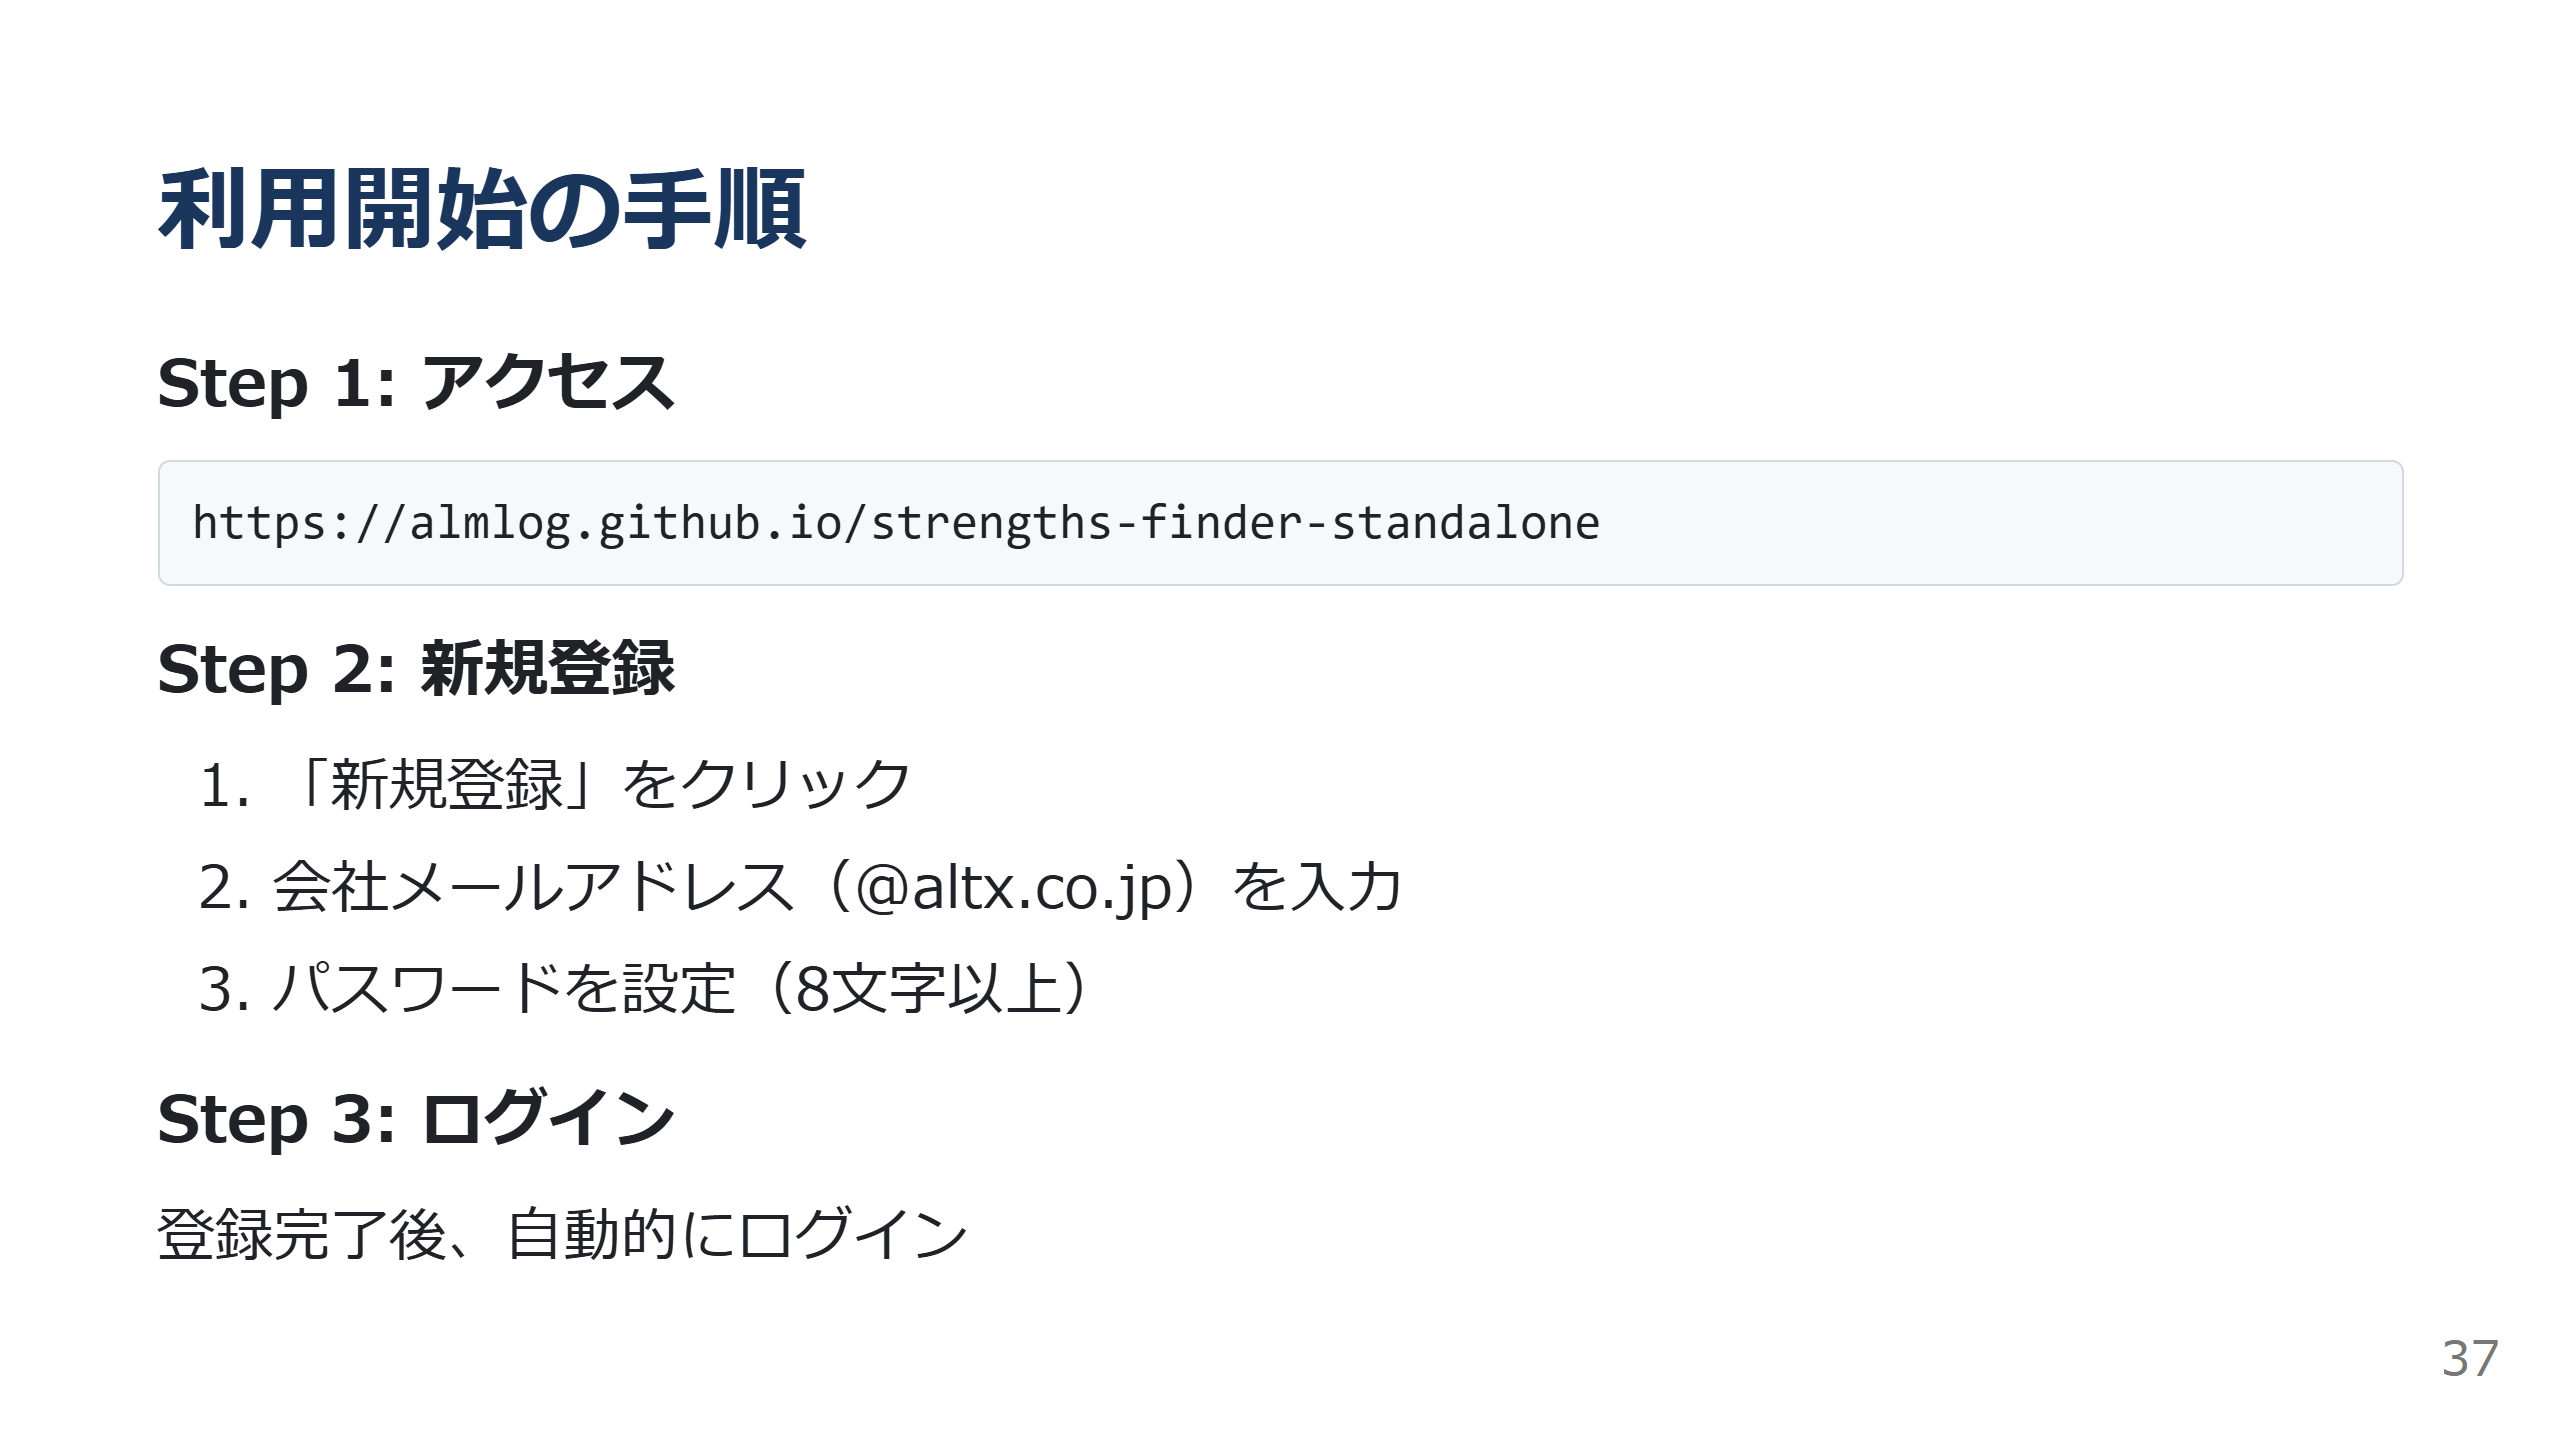 利用開始の手順
Step 1: アクセス
https://almlog.github.io/strengths-finder-standalone
Step 2: 新規登録
1. 「新規登録」をクリック
2. 会社メールアドレス（@altx.co.jp）を入力
3. パスワードを設定（8文字以上）
Step 3: ログイン
登録完了後、自動的にログイン
37